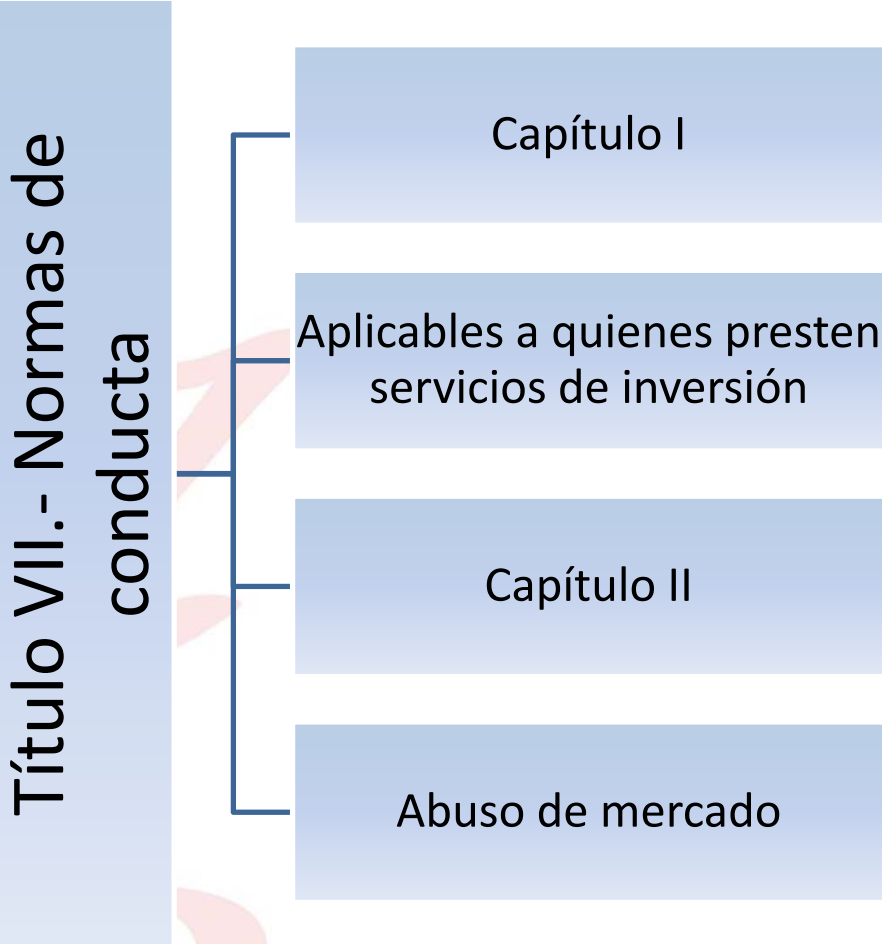 Título VII.- Normas de
conducta
Capítulo I
Aplicables a quienes presten
servicios de inversión
Capítulo II
Abuso de mercado